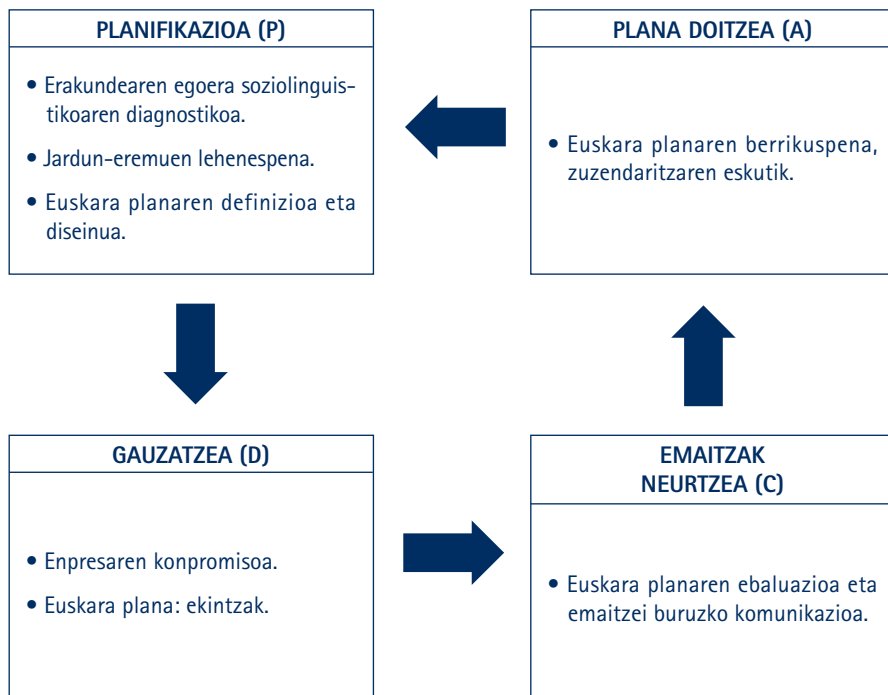 PLANIFIKAZIOA (P)
• Erakundearen egoera soziolinguis-
tikoaren diagnostikoa.
• Jardun-eremuen lehenespena.
• Euskara planaren definizioa eta
diseinua.
PLANA DOITZEA (A)
• Euskara planaren berrikuspena,
zuzendaritzaren eskutik.
GAUZATZEA (D)
• Enpresaren konpromisoa.
• Euskara plana: ekintzak.
EMAITZAK
NEURTZEA (C)
• Euskara planaren ebaluazioa eta
emaitzei buruzko komunikazioa.